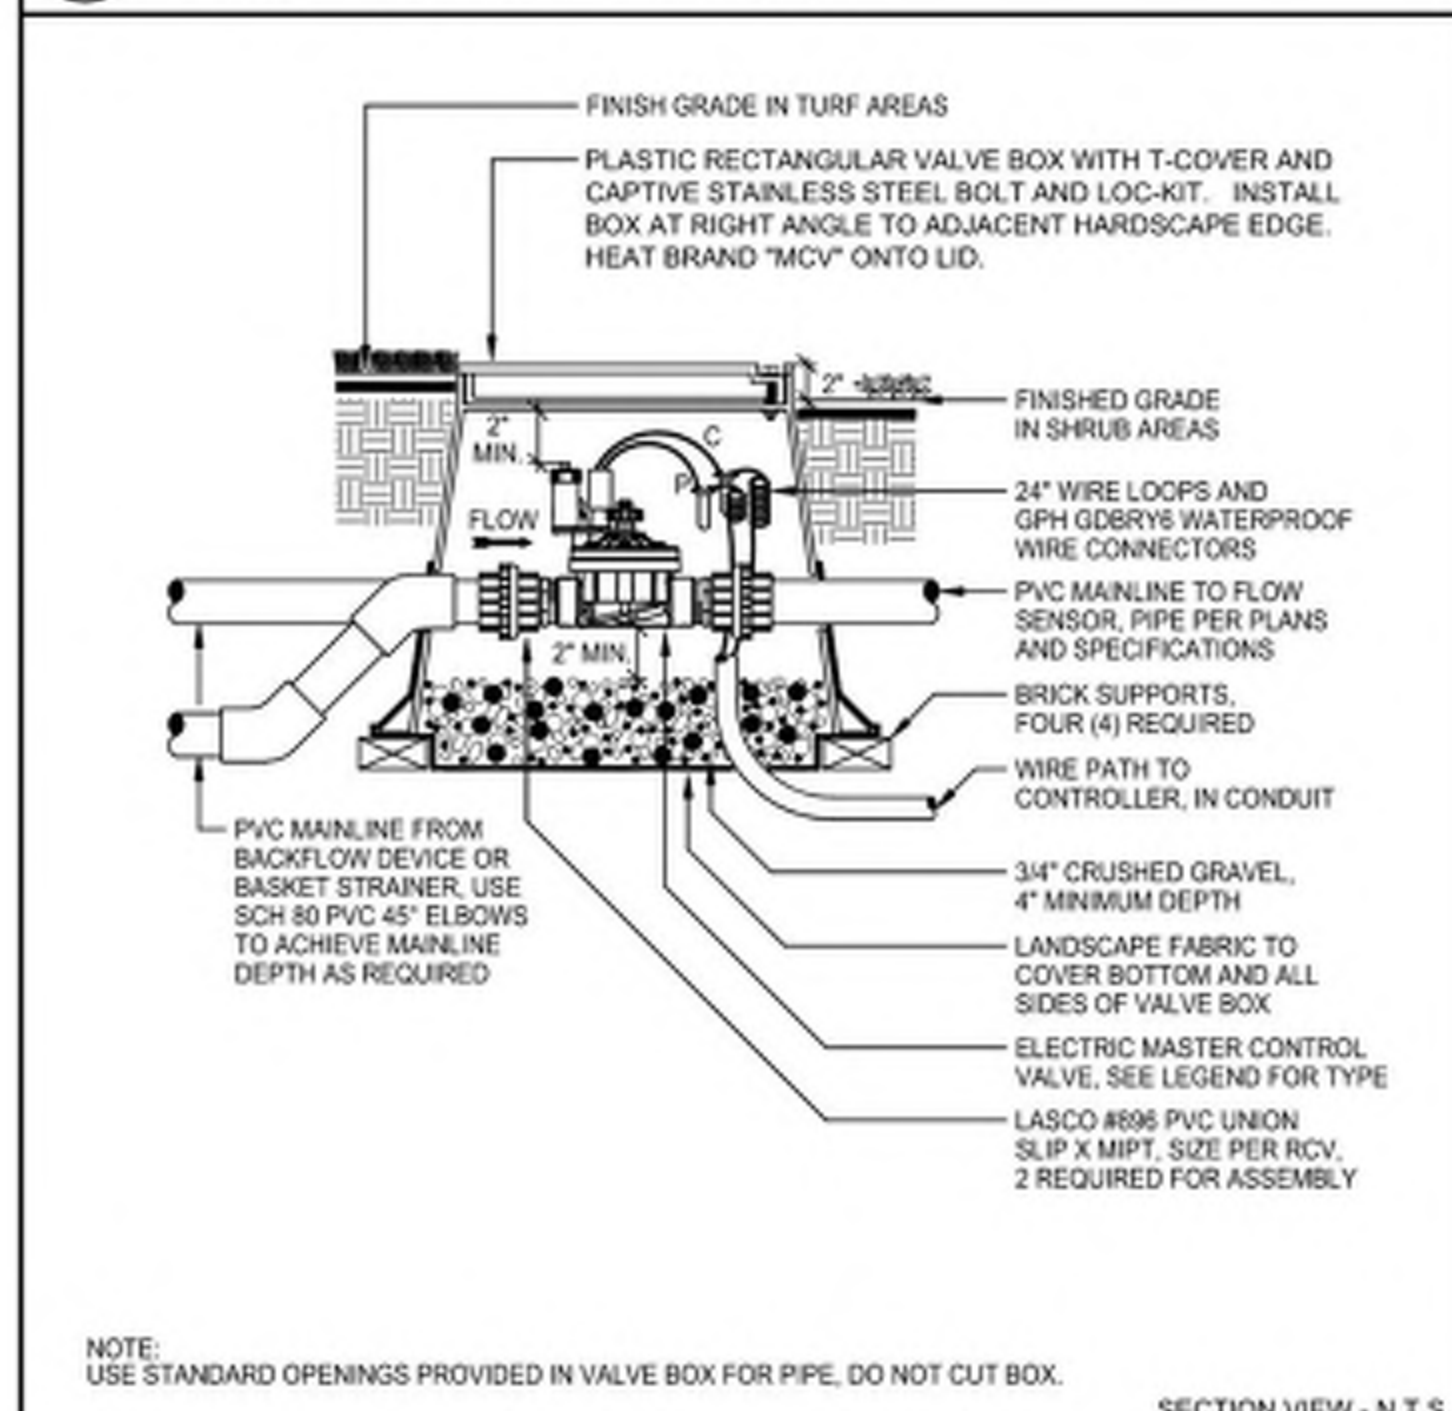 FINISH GRADE IN TURF AREAS
PLASTIC RECTANGULAR VALVE BOX WITH T-COVER AND
CAPTIVE STAINLESS STEEL BOLT AND LOC-KIT. INSTALL
BOX AT RIGHT ANGLE TO ADJACENT HARDSCAPE EDGE.
HEAT BRAND "MCV" ONTO LID.
2"
FINISHED GRADE
IN SHRUB AREAS
2"
MIN.
C
P
24" WIRE LOOPS AND
GPH GDBRY6 WATERPROOF
WIRE CONNECTORS
FLOW
PVC MAINLINE TO FLOW
SENSOR, PIPE PER PLANS
AND SPECIFICATIONS
2" MIN.
BRICK SUPPORTS,
FOUR (4) REQUIRED
WIRE PATH TO
CONTROLLER, IN CONDUIT
PVC MAINLINE FROM
BACKFLOW DEVICE OR
BASKET STRAINER, USE
SCH 80 PVC 45° ELBOWS
TO ACHIEVE MAINLINE
DEPTH AS REQUIRED
3/4" CRUSHED GRAVEL,
4" MINIMUM DEPTH
LANDSCAPE FABRIC TO
COVER BOTTOM AND ALL
SIDES OF VALVE BOX
ELECTRIC MASTER CONTROL
VALVE, SEE LEGEND FOR TYPE
LASCO #896 PVC UNION
SLIP X MIPT, SIZE PER RCV,
2 REQUIRED FOR ASSEMBLY
NOTE:
USE STANDARD OPENINGS PROVIDED IN VALVE BOX FOR PIPE, DO NOT CUT BOX.
SECTION VIEW - N.T.S.